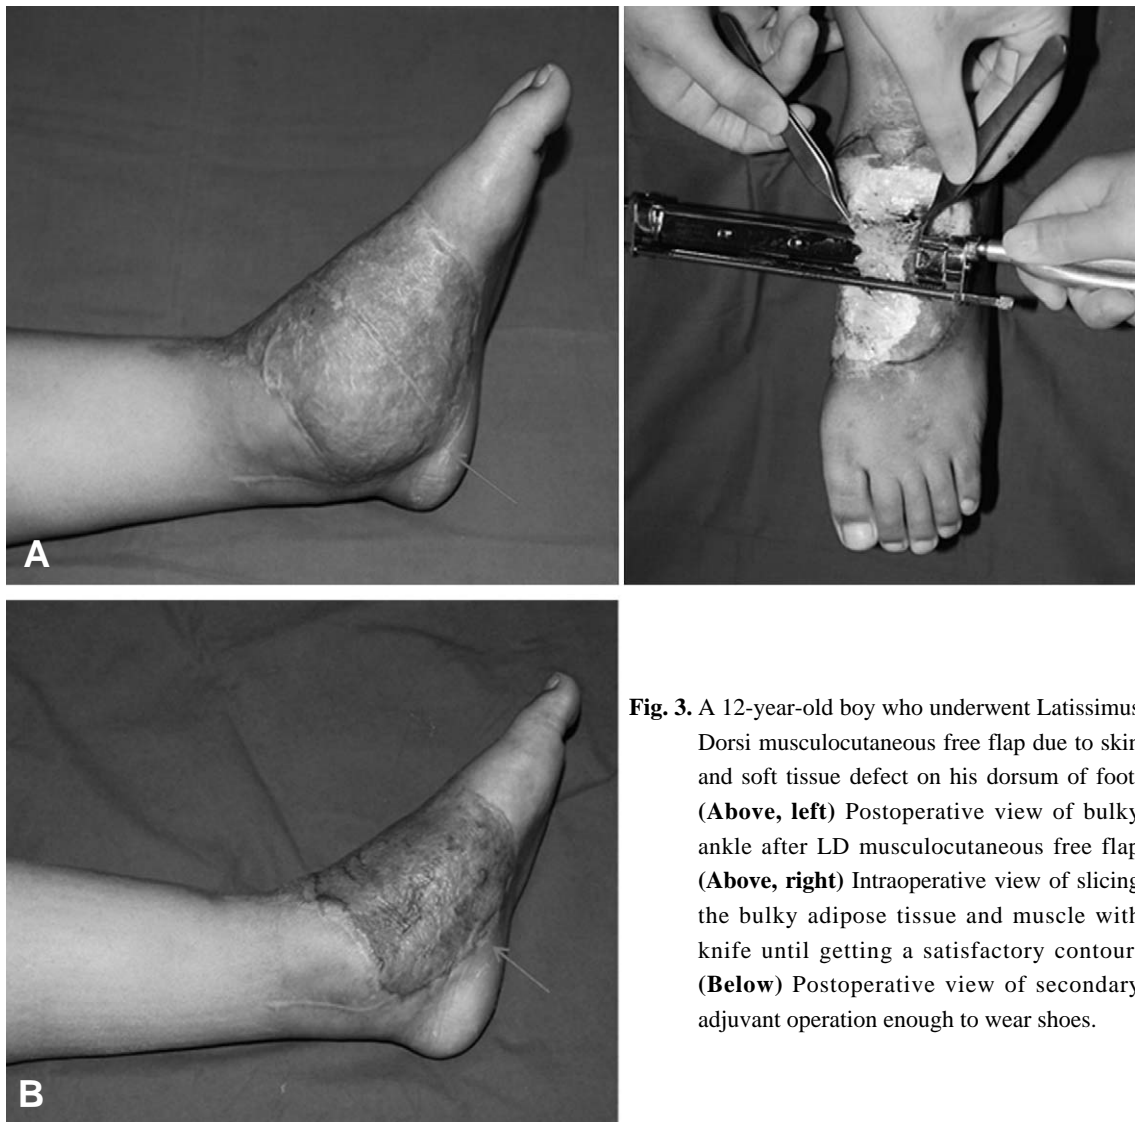 A
B
Fig. 3. A 12-year-old boy who underwent Latissimus
Dorsi musculocutaneous free flap due to skin
and soft tissue defect on his dorsum of foot
(Above, left) Postoperative view of bulky
ankle after LD musculocutaneous free flap
(Above, right) Intraoperative view of slicing
the bulky adipose tissue and muscle with
knife until getting a satisfactory contour
(Below) Postoperative view of secondary
adjuvant operation enough to wear shoes.